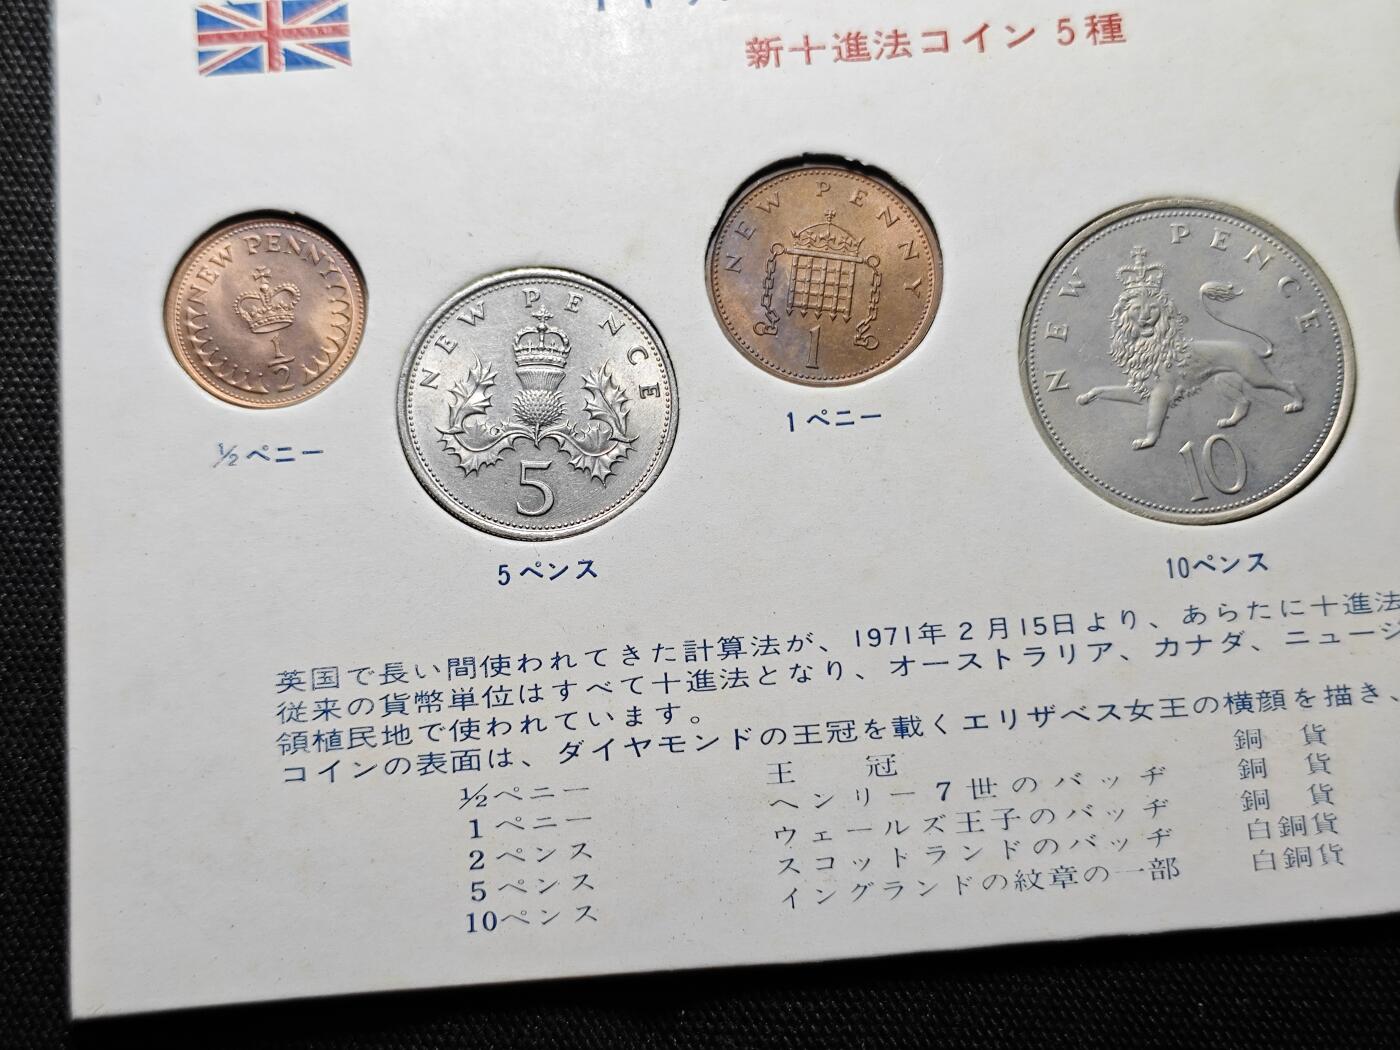 新十進法コイン5種
NEW PENNY
1/2
½ペニー
NEW PENCE
5
5ペンス
NEW PENNY
1
1ペニー
NEW PENCE
10
10ペンス
英国で長い間使われてきた計算法が、1971年2月15日より、あらたに十進法
従来の貨幣単位はすべて十進法となり、オーストラリア、カナダ、ニュージ
領植民地で使われています。
コインの表面は、ダイヤモンドの王冠を載くエリザベス女王の横顔を描き、
½ペニー 王冠 銅貨
1ペニー ヘンリー7世のバッヂ 銅貨
2ペンス ウェールズ王子のバッヂ 銅貨
5ペンス スコットランドのバッヂ 白銅貨
10ペンス イングランドの紋章の一部 白銅貨